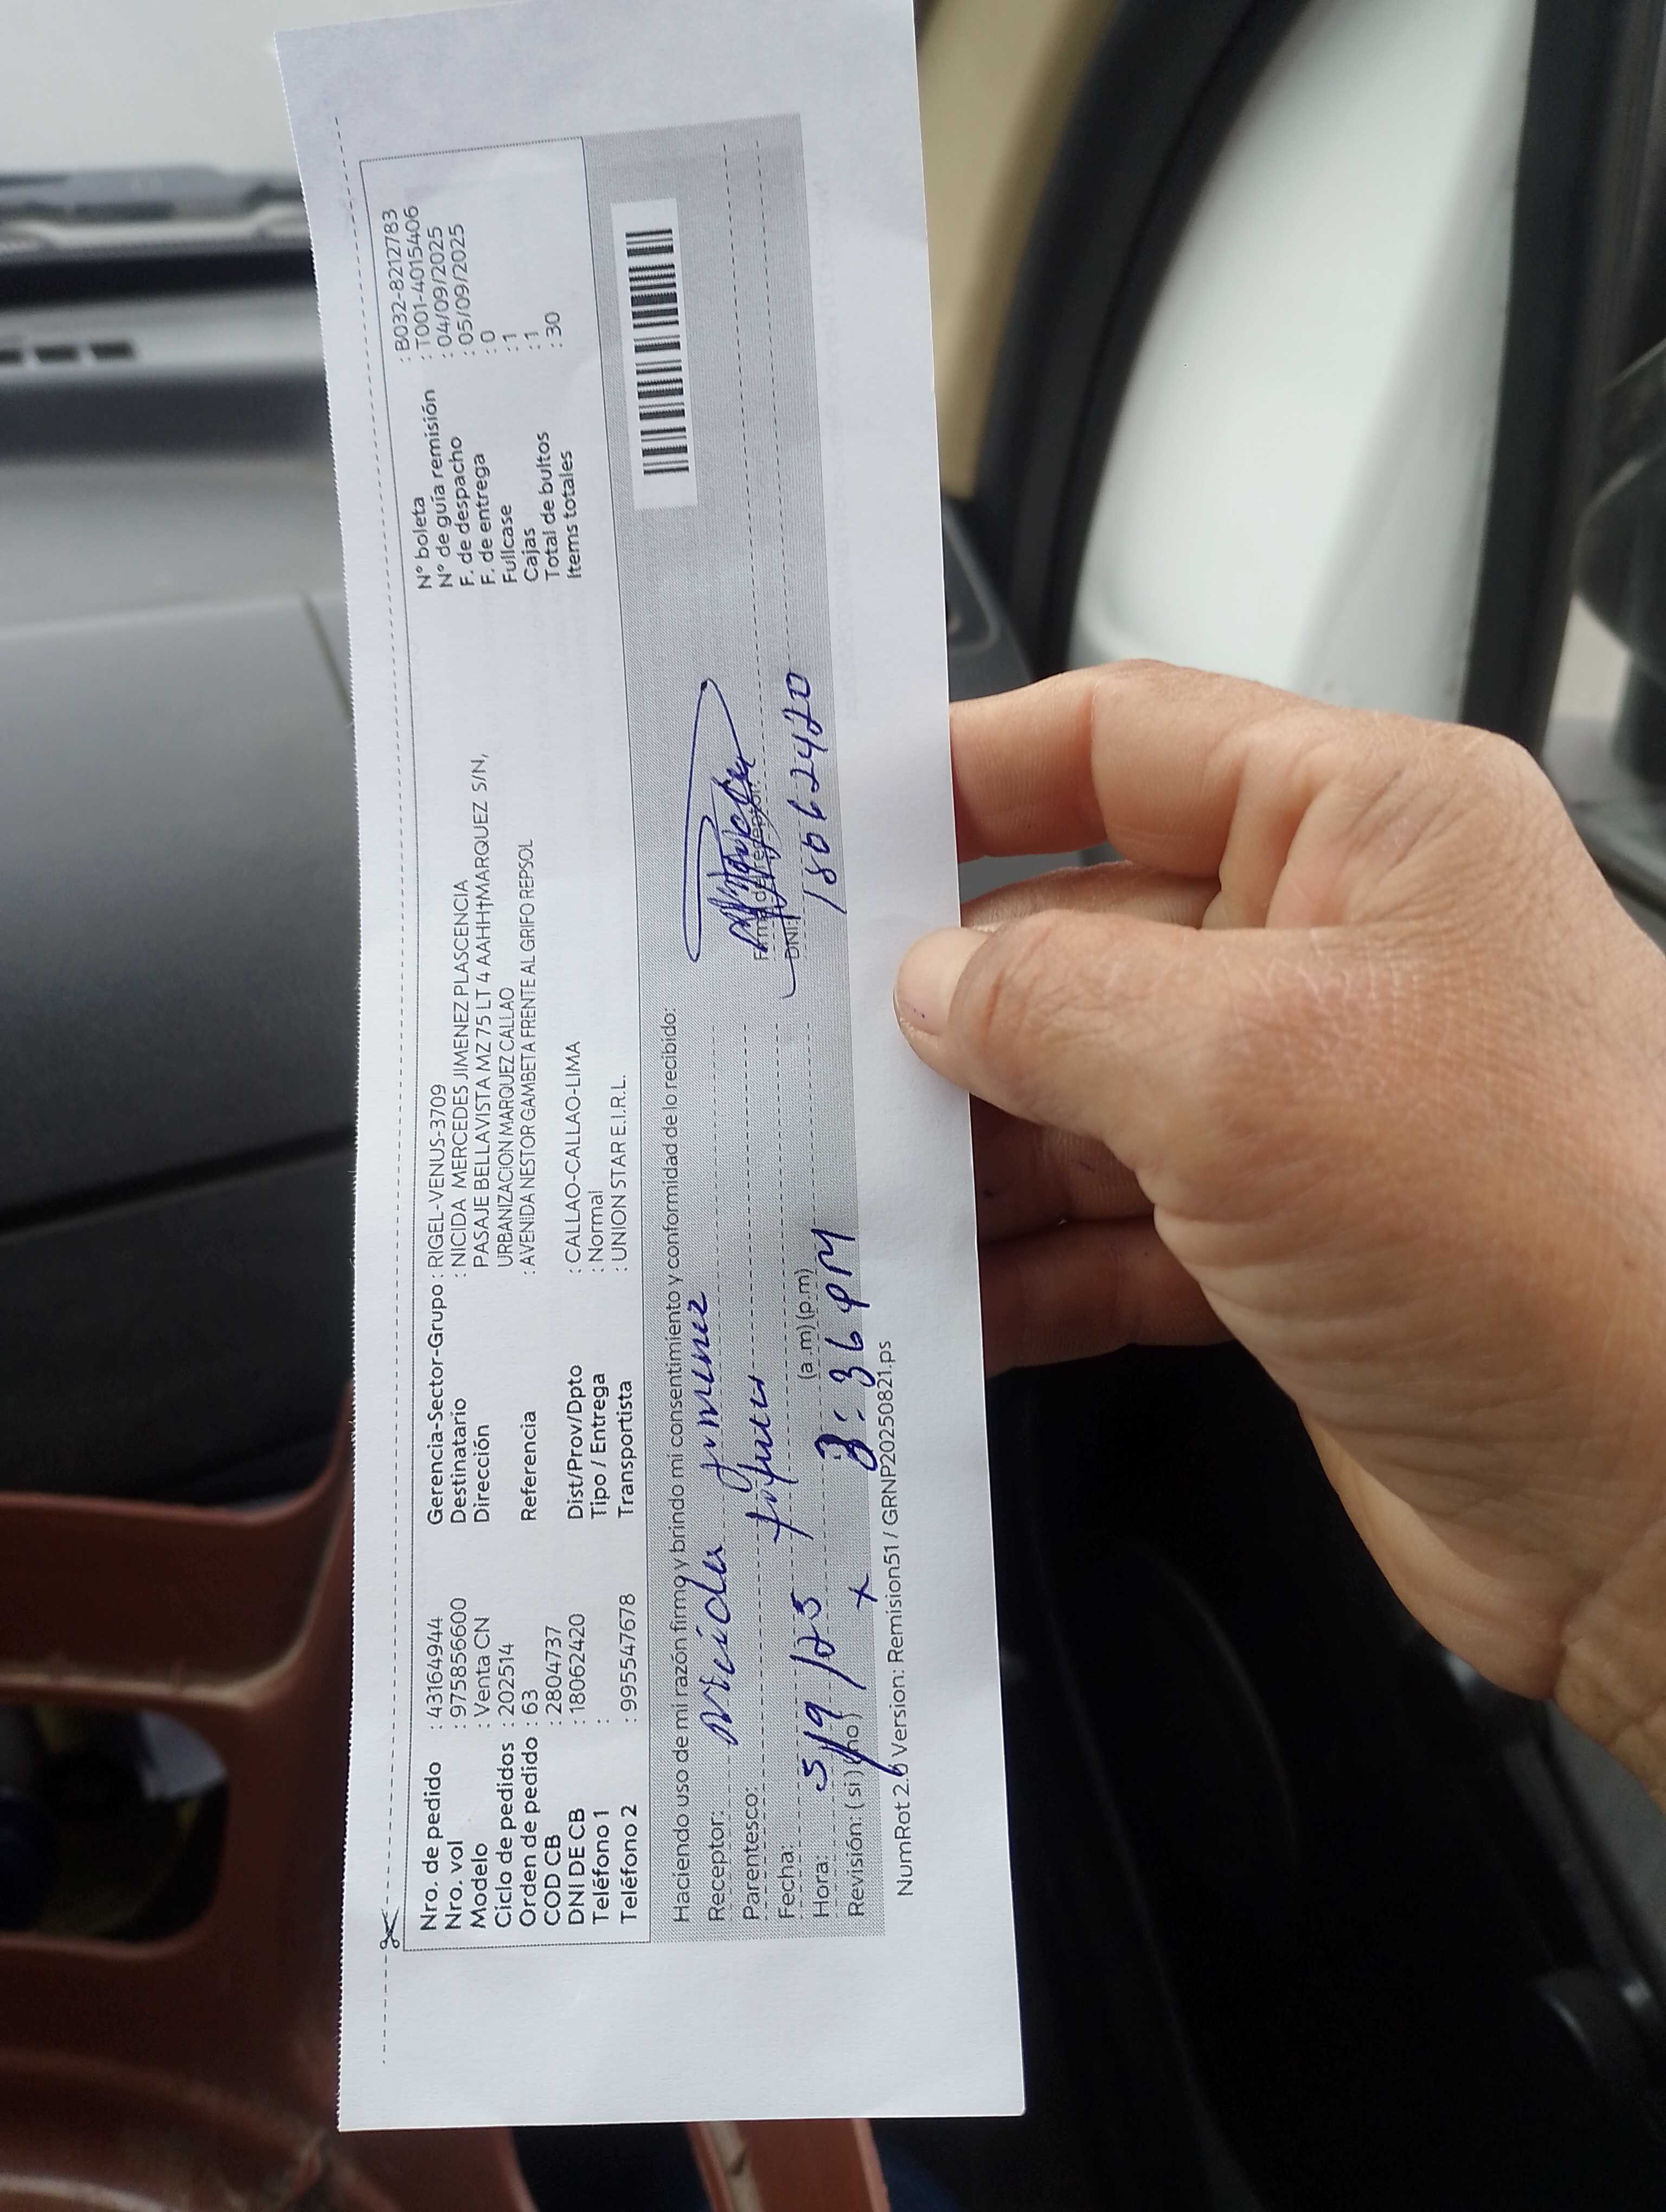 Nro. de pedido : 43164944
Nro. vol : 975856600
Modelo : Venta CN
Ciclo de pedidos : 202514
Orden de pedido : 63
COD CB : 2804737
DNI DE CB : 18062420
Teléfono 1 :
Teléfono 2 : 995547678
Gerencia-Sector-Grupo : RIGEL-VENUS-3709
Destinatario : NICIDA MERCEDES JIMENEZ PLASCENCIA
Dirección PASAJE BELLAVISTA MZ 75 LT 4 AAHH†MARQUEZ S/N,
URBANIZACION MARQUEZ CALLAO
Referencia : AVENIDA NESTOR GAMBETA FRENTE AL GRIFO REPSOL
Dist/Prov/Dpto : CALLAO-CALLAO-LIMA
Tipo / Entrega : Normal
Transportista : UNION STAR E.I.R.L.
N° boleta : B032-8212783
N° de guía remisión : T001-4015406
F. de despacho : 04/09/2025
F. de entrega : 05/09/2025
Fullcase : 0
Cajas : 1
Total de bultos : 1
Items totales : 30
Haciendo uso de mi razón firmo y brindo mi consentimiento y conformidad de lo recibido:
Receptor: Nicida Jimenez
Parentesco:
Fecha: 5/9/25
Hora: 3:36 PM (a.m) (p.m)
Revisión: ( si ) ( no ) x
DNI: 18062420
NumRot 2.6 Version: Remision51 / GRNP20250821.ps